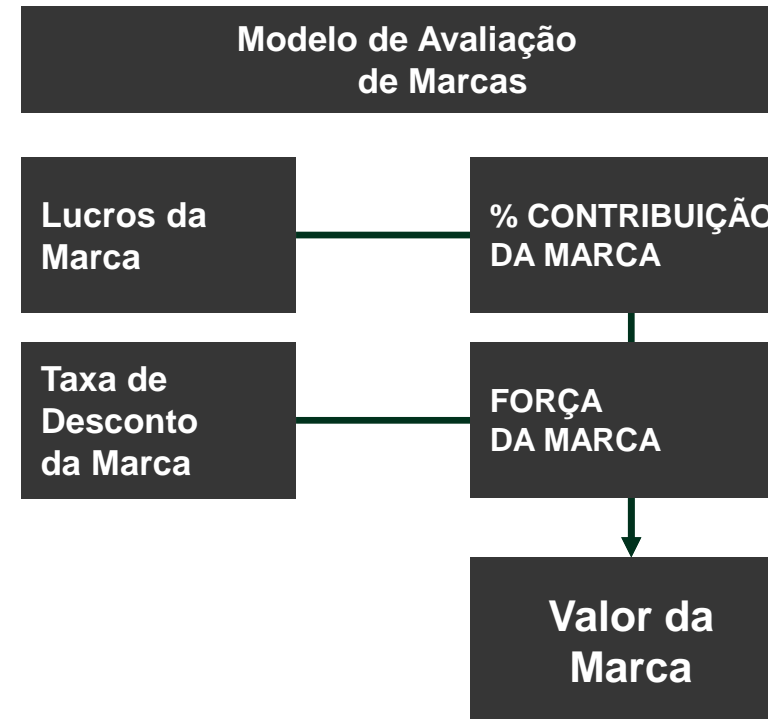 Modelo de Avaliação
de Marcas
Lucros da
Marca
% CONTRIBUIÇÃO
DA MARCA
Taxa de
Desconto
da Marca
FORÇA
DA MARCA
Valor da
Marca